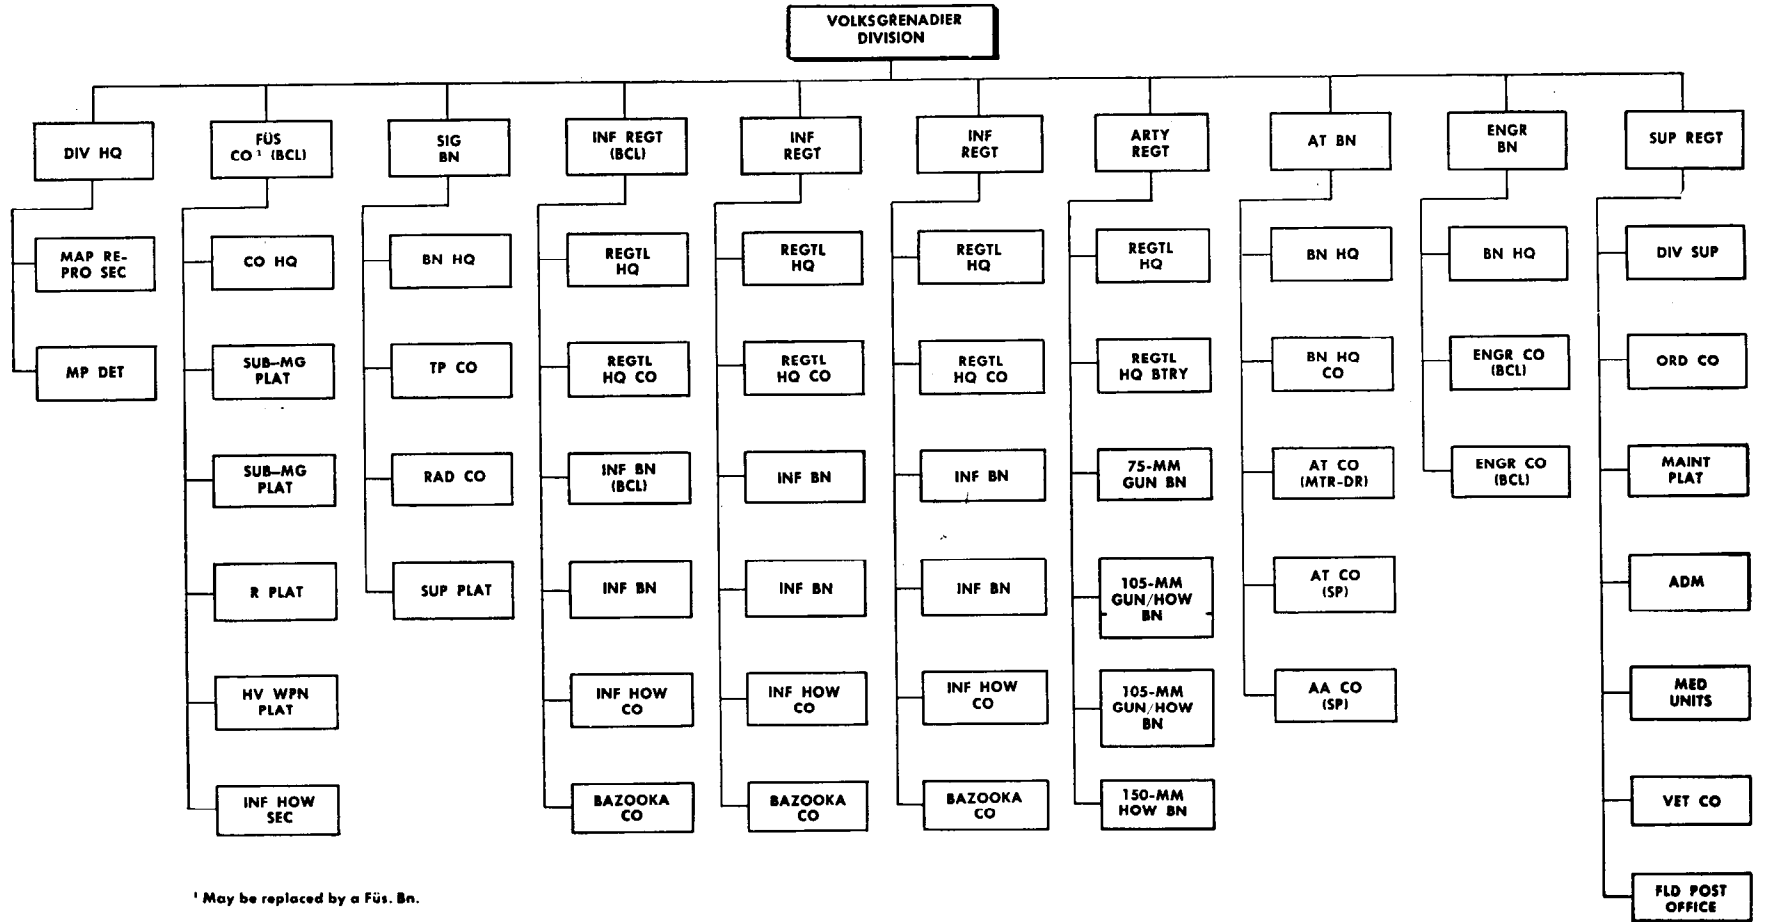 VOLKSGRENADIER
DIVISION
DIV HQ
MAP RE-
PRO SEC
MP DET
FÜS
CO¹ (BCL)
CO HQ
SUB-MG
PLAT
SUB-MG
PLAT
R PLAT
HV WPN
PLAT
INF HOW
SEC
SIG
BN
BN HQ
TP CO
RAD CO
SUP PLAT
INF REGT
(BCL)
REGTL
HQ
REGTL
HQ CO
INF BN
(BCL)
INF BN
INF HOW
CO
BAZOOKA
CO
INF
REGT
REGTL
HQ
REGTL
HQ CO
INF BN
INF BN
INF HOW
CO
BAZOOKA
CO
INF
REGT
REGTL
HQ
REGTL
HQ CO
INF BN
INF BN
INF HOW
CO
BAZOOKA
CO
ARTY
REGT
REGTL
HQ
REGTL
HQ BTRY
75-MM
GUN BN
105-MM
GUN/HOW
BN
105-MM
GUN/HOW
BN
150-MM
HOW BN
AT BN
BN HQ
BN HQ
CO
AT CO
(MTR-DR)
AT CO
(SP)
AA CO
(SP)
ENGR
BN
BN HQ
ENGR CO
(BCL)
ENGR CO
(BCL)
SUP REGT
DIV SUP
ORD CO
MAINT
PLAT
ADM
MED
UNITS
VET CO
FLD POST
OFFICE
¹ May be replaced by a Füs. Bn.